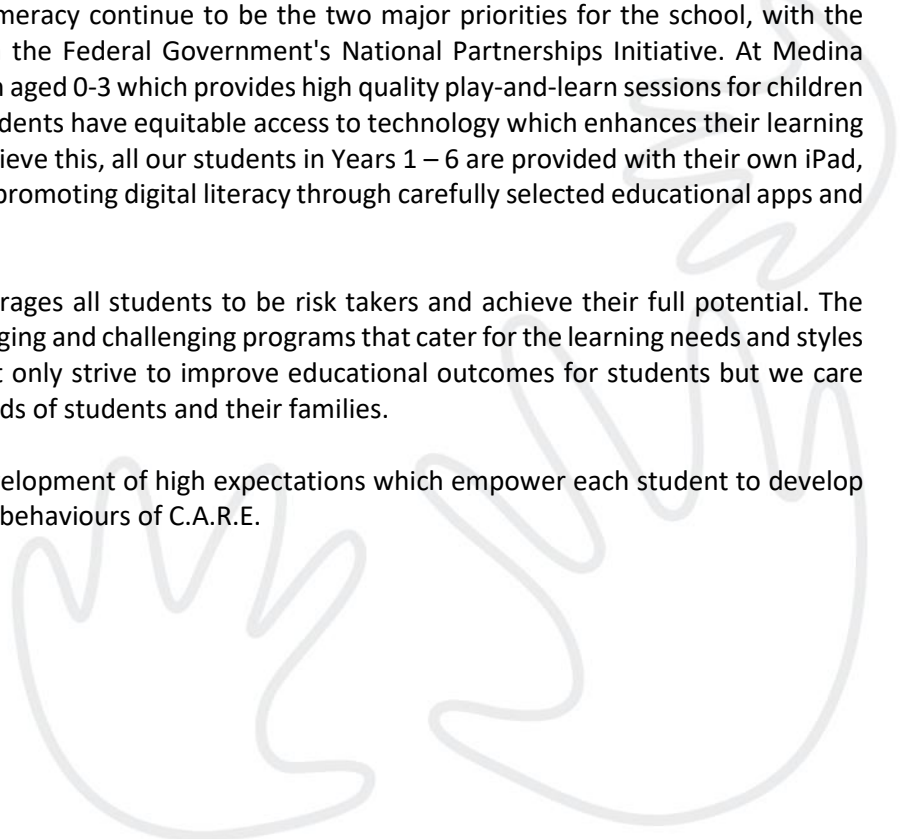 meracy continue to be the two major priorities for the school, with the
the Federal Government's National Partnerships Initiative. At Medina
aged 0-3 which provides high quality play-and-learn sessions for children
dents have equitable access to technology which enhances their learning
ieve this, all our students in Years 1 – 6 are provided with their own iPad,
promoting digital literacy through carefully selected educational apps and
rages all students to be risk takers and achieve their full potential. The
ging and challenging programs that cater for the learning needs and styles
t only strive to improve educational outcomes for students but we care
ds of students and their families.
elopment of high expectations which empower each student to develop
behaviours of C.A.R.E.